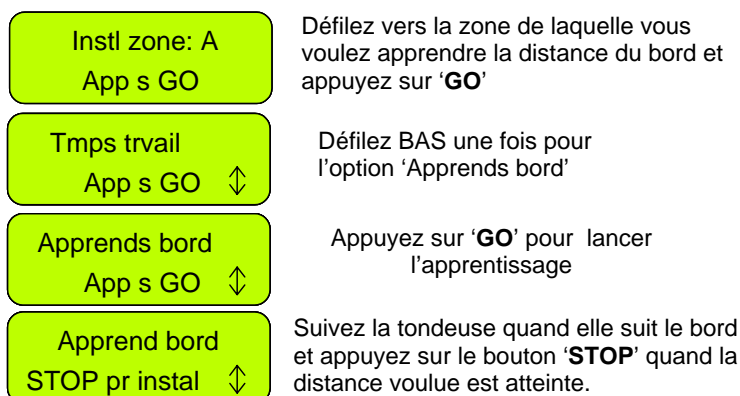 Instl zone: A
App s GO
Défilez vers la zone de laquelle vous
voulez apprendre la distance du bord et
appuyez sur ‘GO’
Tmps trvail
App s GO
Défilez BAS une fois pour
l’option ‘Apprends bord’
Apprends bord
App s GO
Appuyez sur ‘GO’ pour lancer
l’apprentissage
Apprend bord
STOP pr instal
Suivez la tondeuse quand elle suit le bord
et appuyez sur le bouton ‘STOP’ quand la
distance voulue est atteinte.